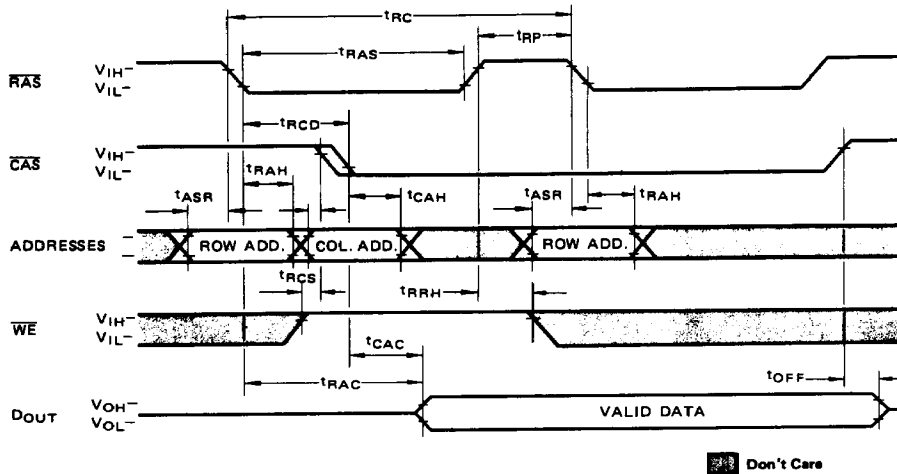 tRC
tRAS
tRP
RAS
VIH–
VIL–
tRCD
CAS
VIH–
VIL–
tRAH
tASR
tCAH
tASR
tRAH
ADDRESSES
ROW ADD.
COL. ADD.
ROW ADD.
tRCS
tRRH
WE
VIH–
VIL–
tCAC
tRAC
tOFF
DOUT
VOH–
VOL–
VALID DATA
Don't Care